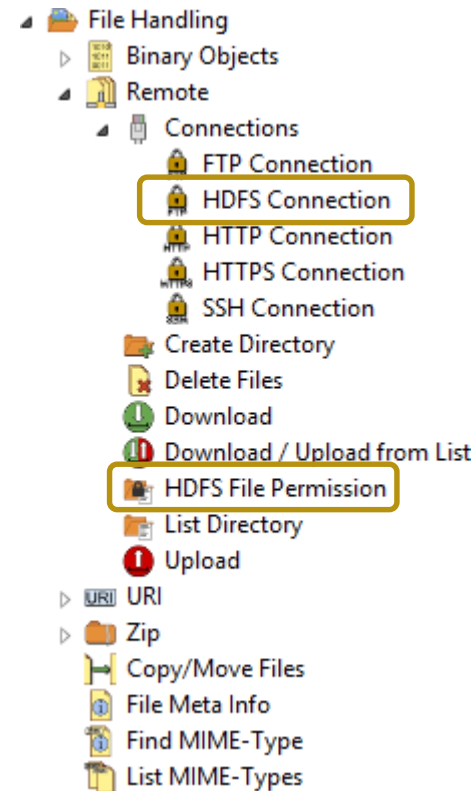 File Handling
Binary Objects
Remote
Connections
FTP Connection
HDFS Connection
HTTP Connection
HTTPS Connection
SSH Connection
Create Directory
Delete Files
Download
Download / Upload from List
HDFS File Permission
List Directory
Upload
URI URI
Zip
Copy/Move Files
File Meta Info
Find MIME-Type
List MIME-Types